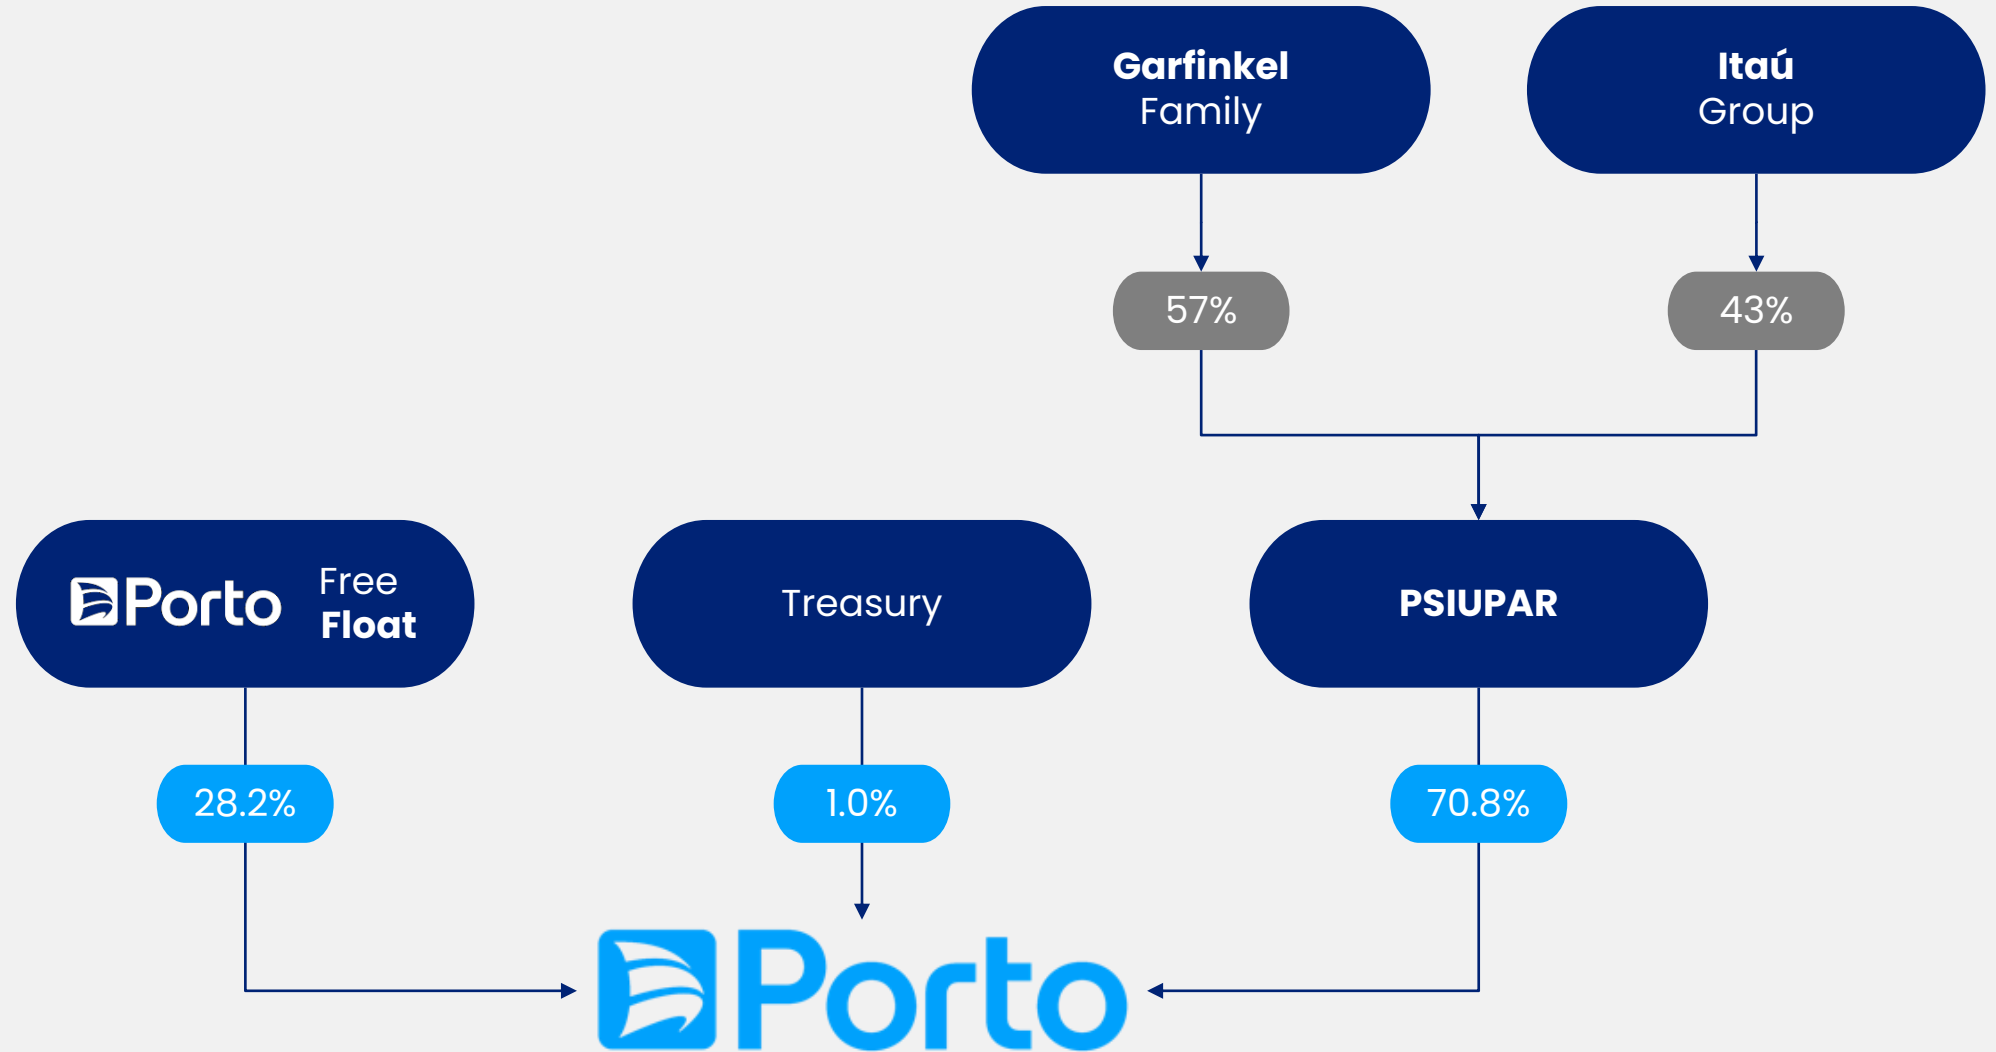 Garfinkel
Family
Itaú
Group
57%
43%
Porto
Free
Float
Treasury
PSIUPAR
28.2%
1.0%
70.8%
Porto